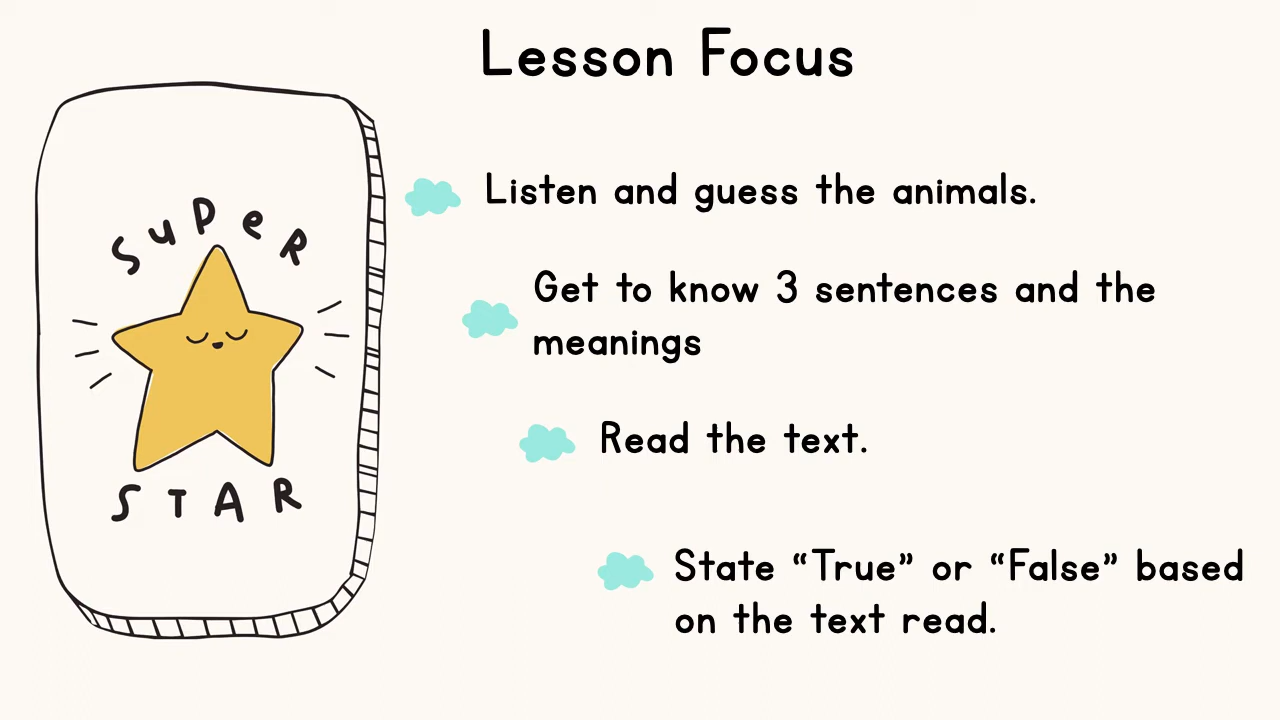 Lesson Focus
SuPeR
STAR
Listen and guess the animals.
Get to know 3 sentences and the
meanings
Read the text.
State “True” or “False” based
on the text read.